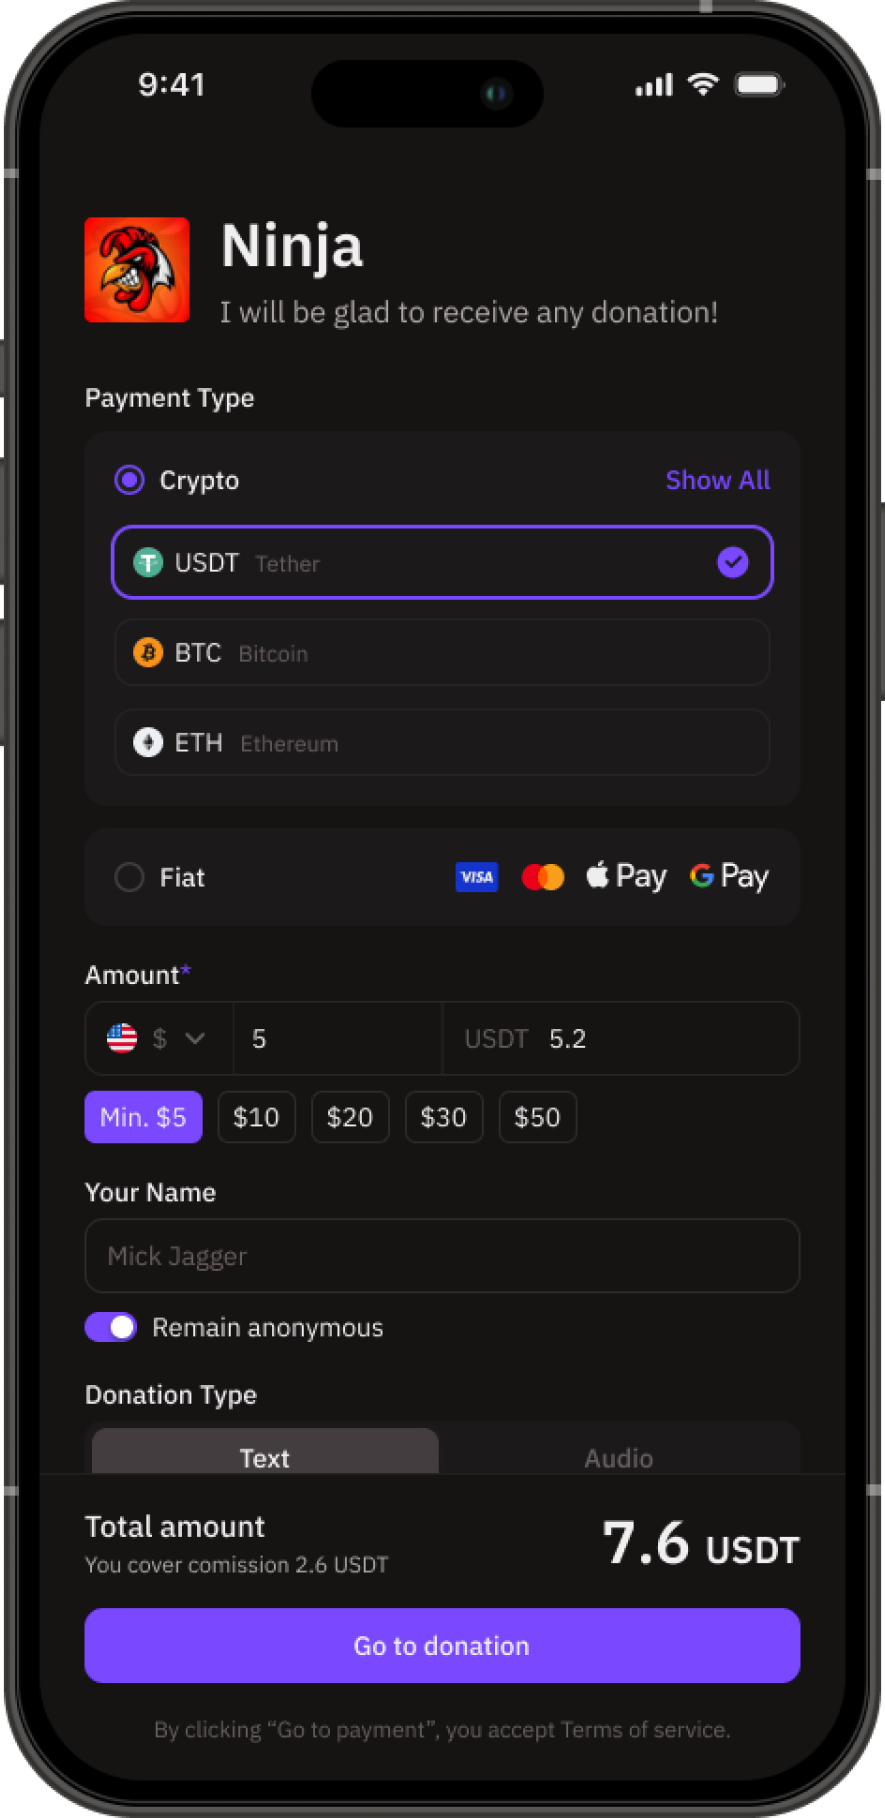 9:41
Ninja
I will be glad to receive any donation!
Payment Type
Crypto Show All
USDT Tether
BTC Bitcoin
ETH Ethereum
Fiat VISA Pay G Pay
Amount*
$ 5 USDT 5.2
Min. $5 $10 $20 $30 $50
Your Name
Mick Jagger
Remain anonymous
Donation Type
Text Audio
Total amount 7.6 USDT
You cover comission 2.6 USDT
Go to donation
By clicking “Go to payment”, you accept Terms of service.